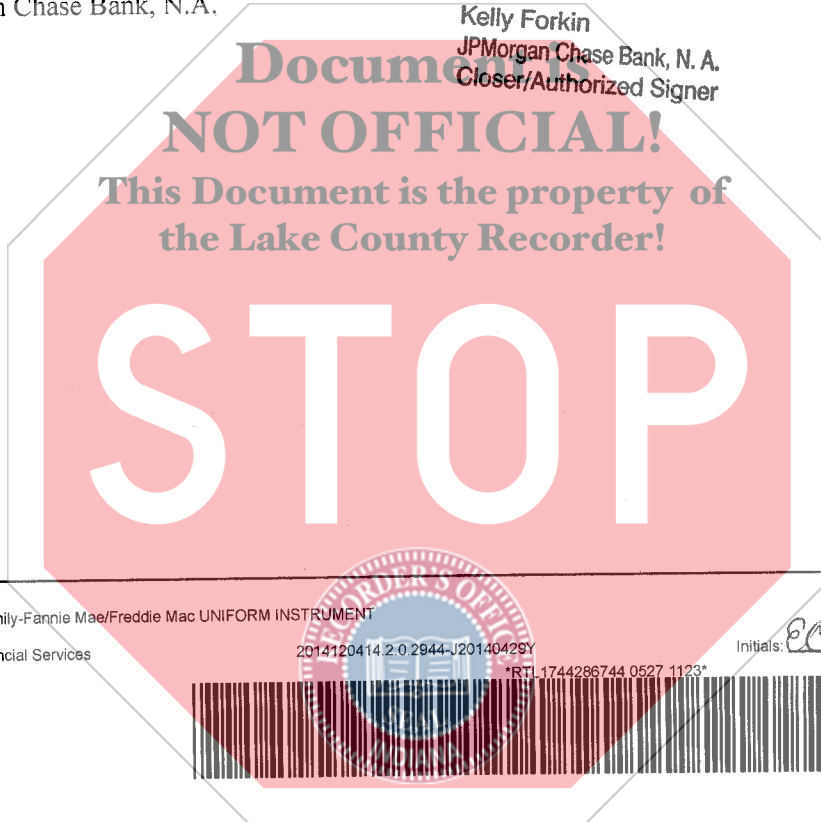 n Chase Bank, N.A.
Kelly Forkin
JPMorgan Chase Bank, N. A.
Closer/Authorized Signer
Document is
NOT OFFICIAL!
This Document is the property of
the Lake County Recorder!
STOP
nily-Fannie Mae/Freddie Mac UNIFORM INSTRUMENT
ncial Services
2014120414.2.0.2944-J20140429Y
Initials:
*RTL1744286744 0527 1123*
RECORDER'S OFFICE
SEAL
INDIANA